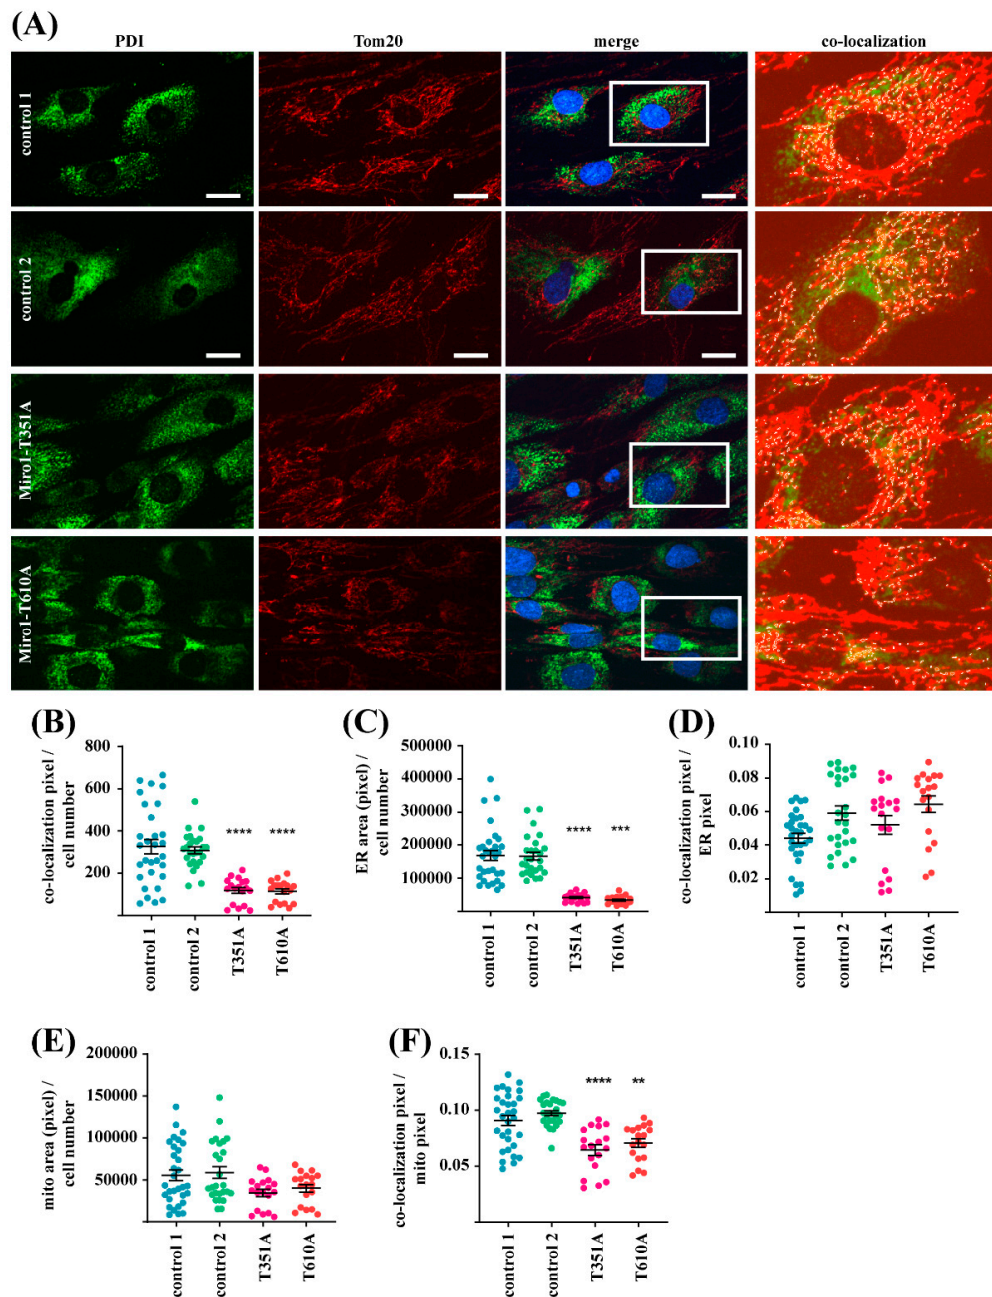 (A)
PDI Tom20 merge co-localization
control 1
control 2
Miro1-T351A
Miro1-T610A
(B)
co-localization pixel /
cell number
800
600
400
200
0
**** ****
control 1 control 2 T351A T610A
(C)
ER area (pixel) /
cell number
500000
400000
300000
200000
100000
0
**** ***
control 1 control 2 T351A T610A
(D)
co-localization pixel /
ER pixel
0.10
0.08
0.06
0.04
0.02
0
control 1 control 2 T351A T610A
(E)
mito area (pixel) /
cell number
200000
150000
100000
50000
0
control 1 control 2 T351A T610A
(F)
co-localization pixel /
mito pixel
0.15
0.10
0.05
0
**** **
control 1 control 2 T351A T610A